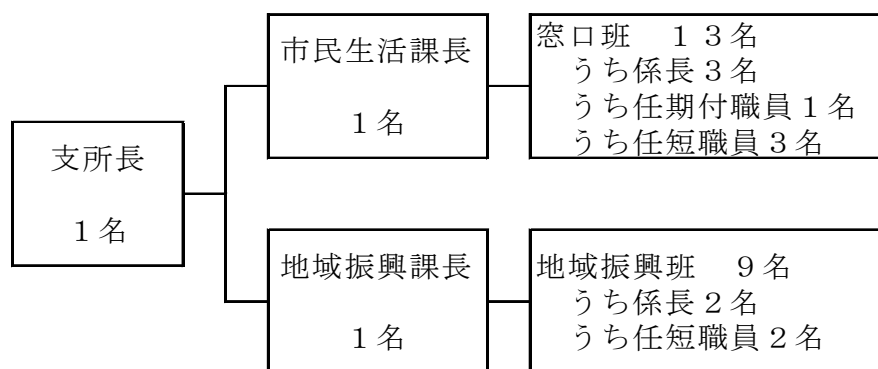 支所長
１名
市民生活課長
１名
窓口班　１３名
うち係長３名
うち任期付職員１名
うち任短職員３名
地域振興課長
１名
地域振興班　９名
うち係長２名
うち任短職員２名